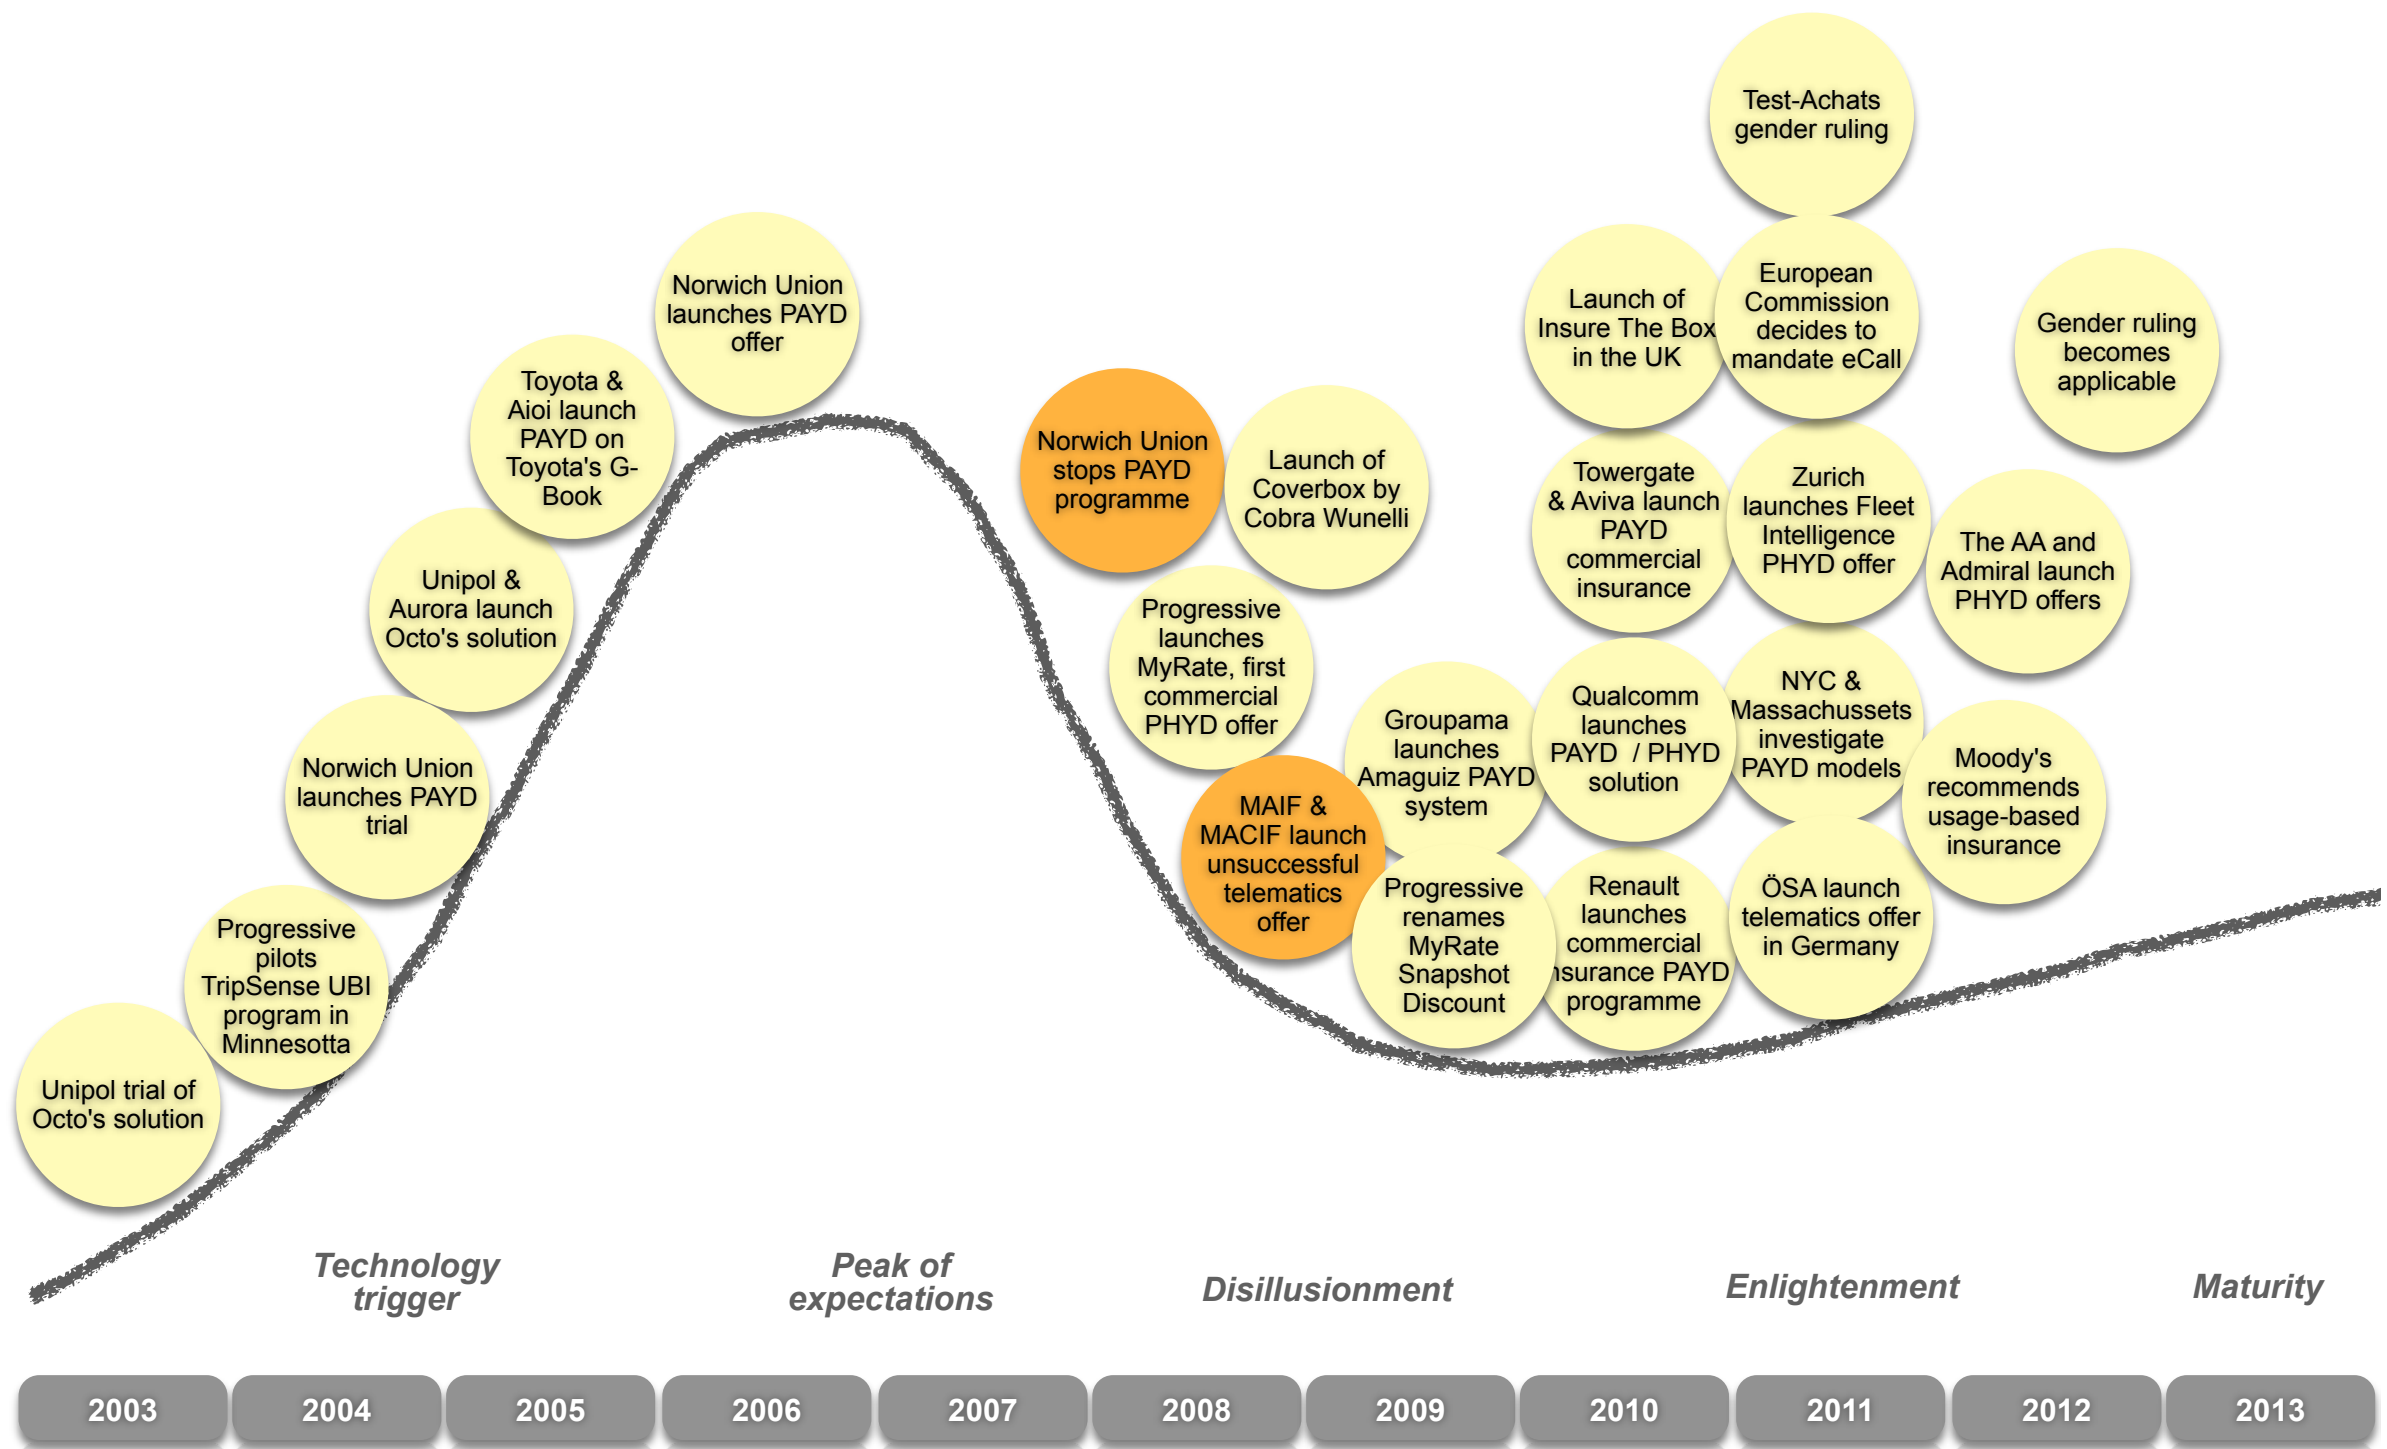 Test-Achats
gender ruling
Norwich Union
launches PAYD
offer
Launch of
Insure The Box
in the UK
European
Commission
decides to
mandate eCall
Gender ruling
becomes
applicable
Toyota &
Aioi launch
PAYD on
Toyota's G-
Book
Norwich Union
stops PAYD
programme
Launch of
Coverbox by
Cobra Wunelli
Towergate
& Aviva launch
PAYD
commercial
insurance
Zurich
launches Fleet
Intelligence
PHYD offer
The AA and
Admiral launch
PHYD offers
Unipol &
Aurora launch
Octo's solution
Progressive
launches
MyRate, first
commercial
PHYD offer
Groupama
launches
Amaguiz PAYD
system
Qualcomm
launches
PAYD / PHYD
solution
NYC &
Massachussets
investigate
PAYD models
Moody's
recommends
usage-based
insurance
Norwich Union
launches PAYD
trial
MAIF &
MACIF launch
unsuccessful
telematics
offer
Progressive
renames
MyRate
Snapshot
Discount
Renault
launches
commercial
nsurance PAYD
programme
ÖSA launch
telematics offer
in Germany
Progressive
pilots
TripSense UBI
program in
Minnesotta
Unipol trial of
Octo's solution
Technology
trigger
Peak of
expectations
Disillusionment
Enlightenment
Maturity
2003
2004
2005
2006
2007
2008
2009
2010
2011
2012
2013